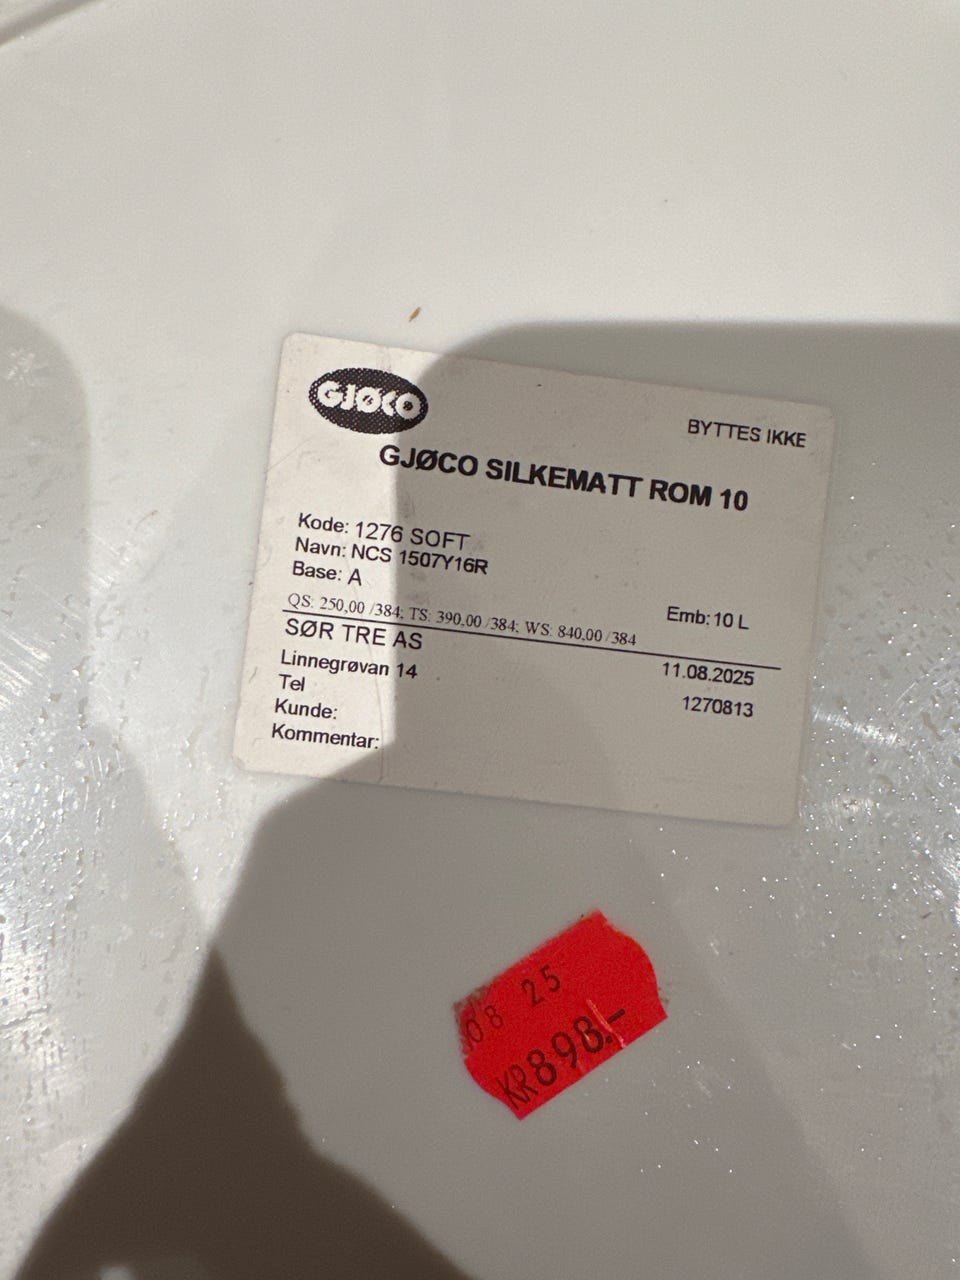 GJØCO
BYTTES IKKE
GJØCO SILKEMATT ROM 10
Kode: 1276 SOFT
Navn: NCS 1507Y16R
Base: A
Emb: 10 L
QS: 250,00 /384; TS: 390,00 /384; WS: 840,00 /384
SØR TRE AS
11.08.2025
Linnegrøvan 14
Tel
1270813
Kunde:
Kommentar:
08 25
KR898.-